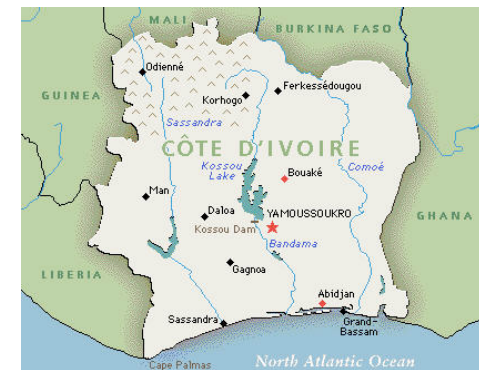 MALI
BURKINA FASO
Odienné
Ferkessédougou
GUINEA
Korhogo
Sassandra
CÔTE D'IVOIRE
Kossou
Lake
Comoé
Bouaké
Man
Daloa
YAMOUSSOUKRO
GHANA
Kossou Dam
Bandama
Gagnoa
LIBERIA
Abidjan
Sassandra
Grand-
Bassam
Cape Palmas
North Atlantic Ocean